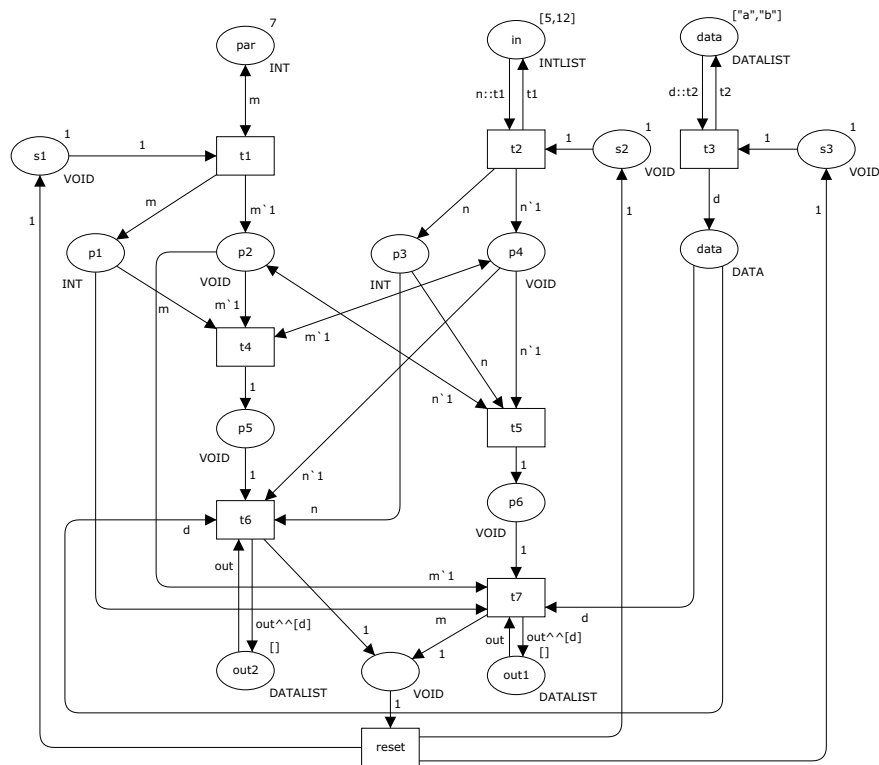 7
par
INT
m
[5,12]
in
INTLIST
n::t1
t1
["a","b"]
data
DATALIST
d::t2
t2
1
s1
VOID
1
t1
t2
1
1
s2
VOID
t3
1
1
s3
VOID
m
m`1
n
n`1
d
1
1
1
p1
INT
p2
VOID
p3
INT
p4
VOID
data
DATA
m
m`1
m`1
t4
n
n`1
1
n`1
t5
p5
VOID
1
1
n`1
p6
VOID
t6
n
d
1
out
m`1
t7
m
d
out^^[d]
[]
1
1
out
out^^[d]
[]
out2
DATALIST
VOID
out1
DATALIST
1
reset